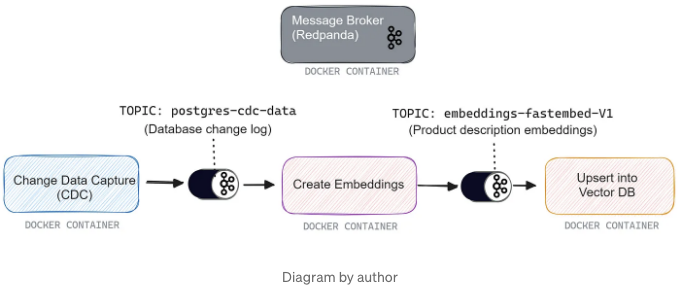 Message Broker
(Redpanda)
DOCKER CONTAINER
TOPIC: postgres-cdc-data
(Database change log)
TOPIC: embeddings-fastembed-V1
(Product description embeddings)
Change Data Capture
(CDC)
DOCKER CONTAINER
Create Embeddings
DOCKER CONTAINER
Upsert into
Vector DB
DOCKER CONTAINER
Diagram by author